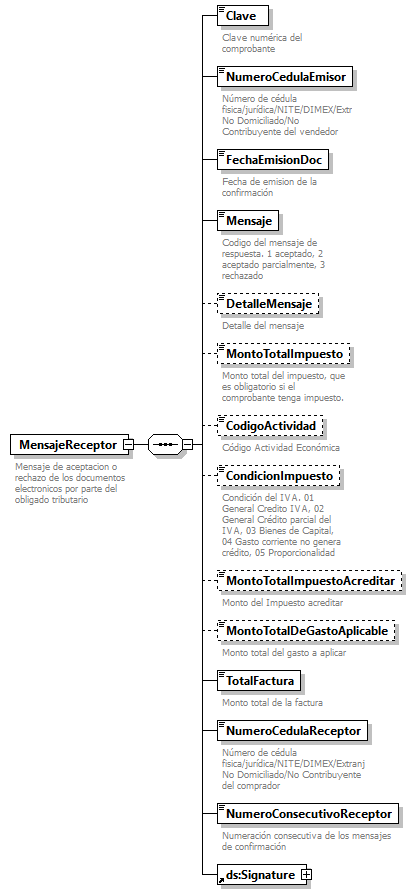 Clave
Clave numérica del
comprobante
NumeroCedulaEmisor
Número de cédula
fisica/jurídica/NITE/DIMEX/Extr
No Domiciliado/No
Contribuyente del vendedor
FechaEmisionDoc
Fecha de emision de la
confirmación
Mensaje
Codigo del mensaje de
respuesta. 1 aceptado, 2
aceptado parcialmente, 3
rechazado
DetalleMensaje
Detalle del mensaje
MontoTotalImpuesto
Monto total del impuesto, que
es obligatorio si el
comprobante tenga impuesto.
CodigoActividad
Código Actividad Económica
MensajeReceptor
Mensaje de aceptacion o
rechazo de los documentos
electronicos por parte del
obligado tributario
CondicionImpuesto
Condición del IVA. 01
General Credito IVA, 02
General Crédito parcial del
IVA, 03 Bienes de Capital,
04 Gasto corriente no genera
crédito, 05 Proporcionalidad
MontoTotalImpuestoAcreditar
Monto del Impuesto acreditar
MontoTotalDeGastoAplicable
Monto total del gasto a aplicar
TotalFactura
Monto total de la factura
NumeroCedulaReceptor
Número de cédula
fisica/jurídica/NITE/DIMEX/Extranj
No Domiciliado/No Contribuyente
del comprador
NumeroConsecutivoReceptor
Numeración consecutiva de los mensajes
de confirmación
ds:Signature